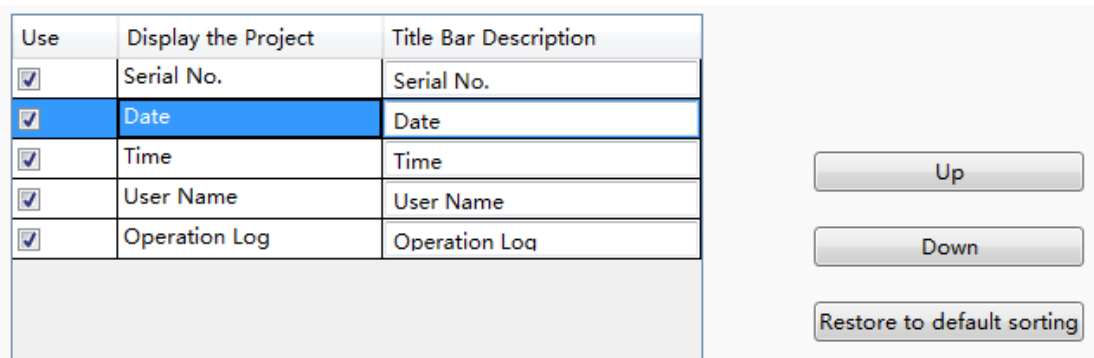 Use Display the Project Title Bar Description
Serial No. Serial No.
Date Date
Time Time
User Name User Name
Operation Log Operation Log
Up
Down
Restore to default sorting